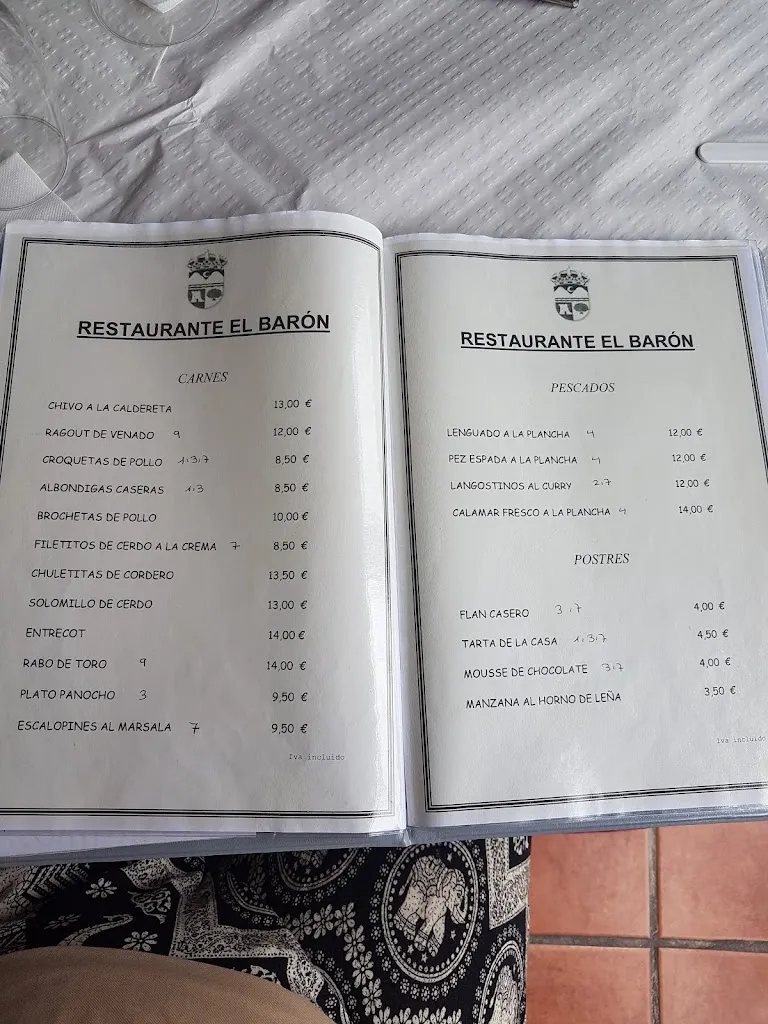 RESTAURANTE EL BARÓN
CARNES
CHIVO A LA CALDERETA 13,00 €
RAGOUT DE VENADO 9 12,00 €
CROQUETAS DE POLLO 1,3,7 8,50 €
ALBONDIGAS CASERAS 1,3 8,50 €
BROCHETAS DE POLLO 10,00 €
FILETITOS DE CERDO A LA CREMA 7 8,50 €
CHULETITAS DE CORDERO 13,50 €
SOLOMILLO DE CERDO 13,00 €
ENTRECOT 14,00 €
RABO DE TORO 9 14,00 €
PLATO PANOCHO 3 9,50 €
ESCALOPINES AL MARSALA 7 9,50 €
Iva incluido
RESTAURANTE EL BARÓN
PESCADOS
LENGUADO A LA PLANCHA 4 12,00 €
PEZ ESPADA A LA PLANCHA 4 12,00 €
LANGOSTINOS AL CURRY 2,7 12,00 €
CALAMAR FRESCO A LA PLANCHA 4 14,00 €
POSTRES
FLAN CASERO 3,7 4,00 €
TARTA DE LA CASA 1,3,7 4,50 €
MOUSSE DE CHOCOLATE 3,7 4,00 €
MANZANA AL HORNO DE LEÑA 3,50 €
Iva incluido